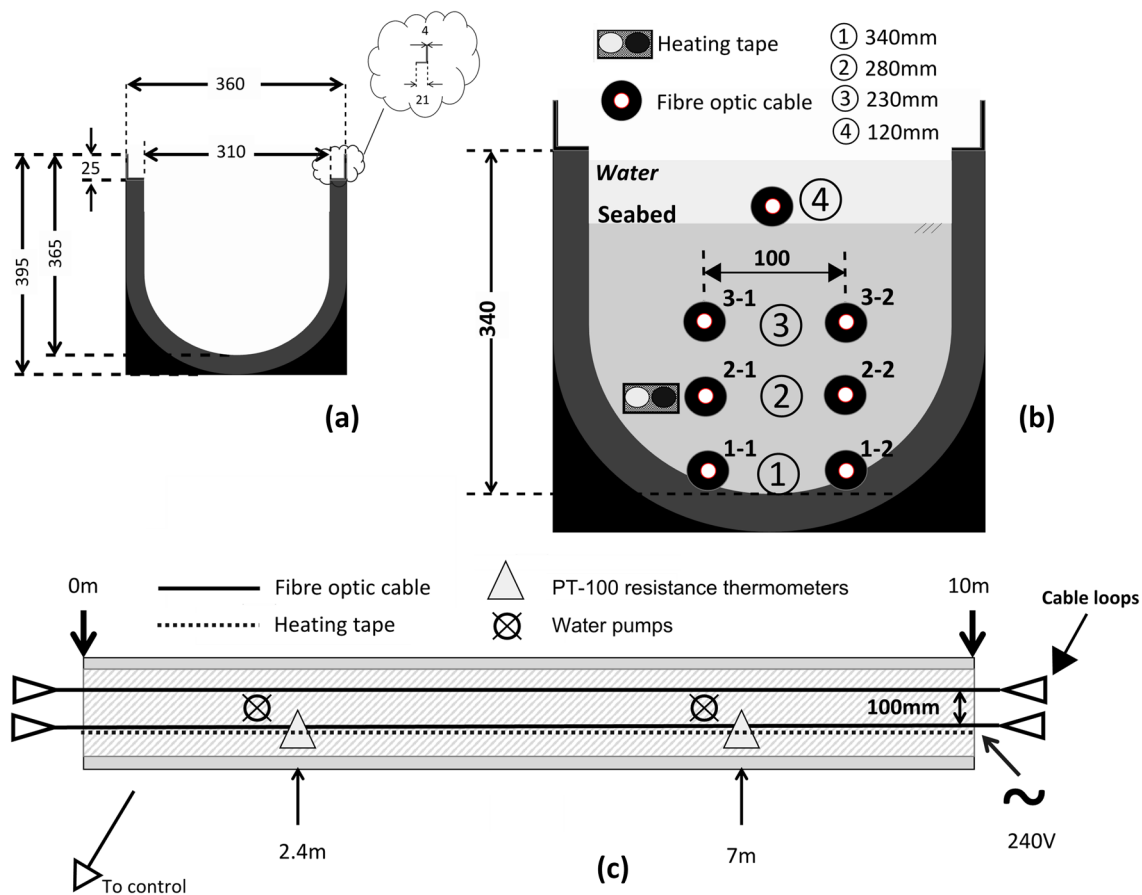 4
21
360
310
25
365
395
(a)
Heating tape
Fibre optic cable
1 340mm
2 280mm
3 230mm
4 120mm
Water
Seabed
4
100
340
3-1
3
3-2
2-1
2
2-2
1-1
1
1-2
(b)
0m
Fibre optic cable
Heating tape
PT-100 resistance thermometers
Water pumps
10m
Cable loops
100mm
2.4m
7m
~
240V
To control
(c)